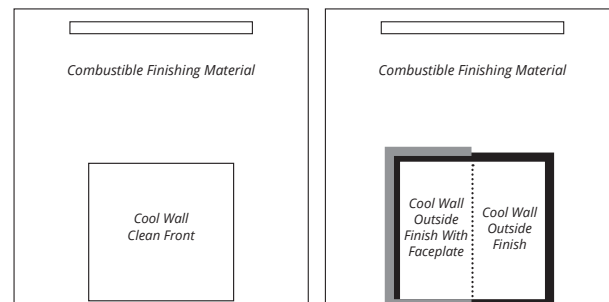 Combustible Finishing Material
Cool Wall
Clean Front
Combustible Finishing Material
Cool Wall
Outside
Finish With
Faceplate
Cool Wall
Outside
Finish